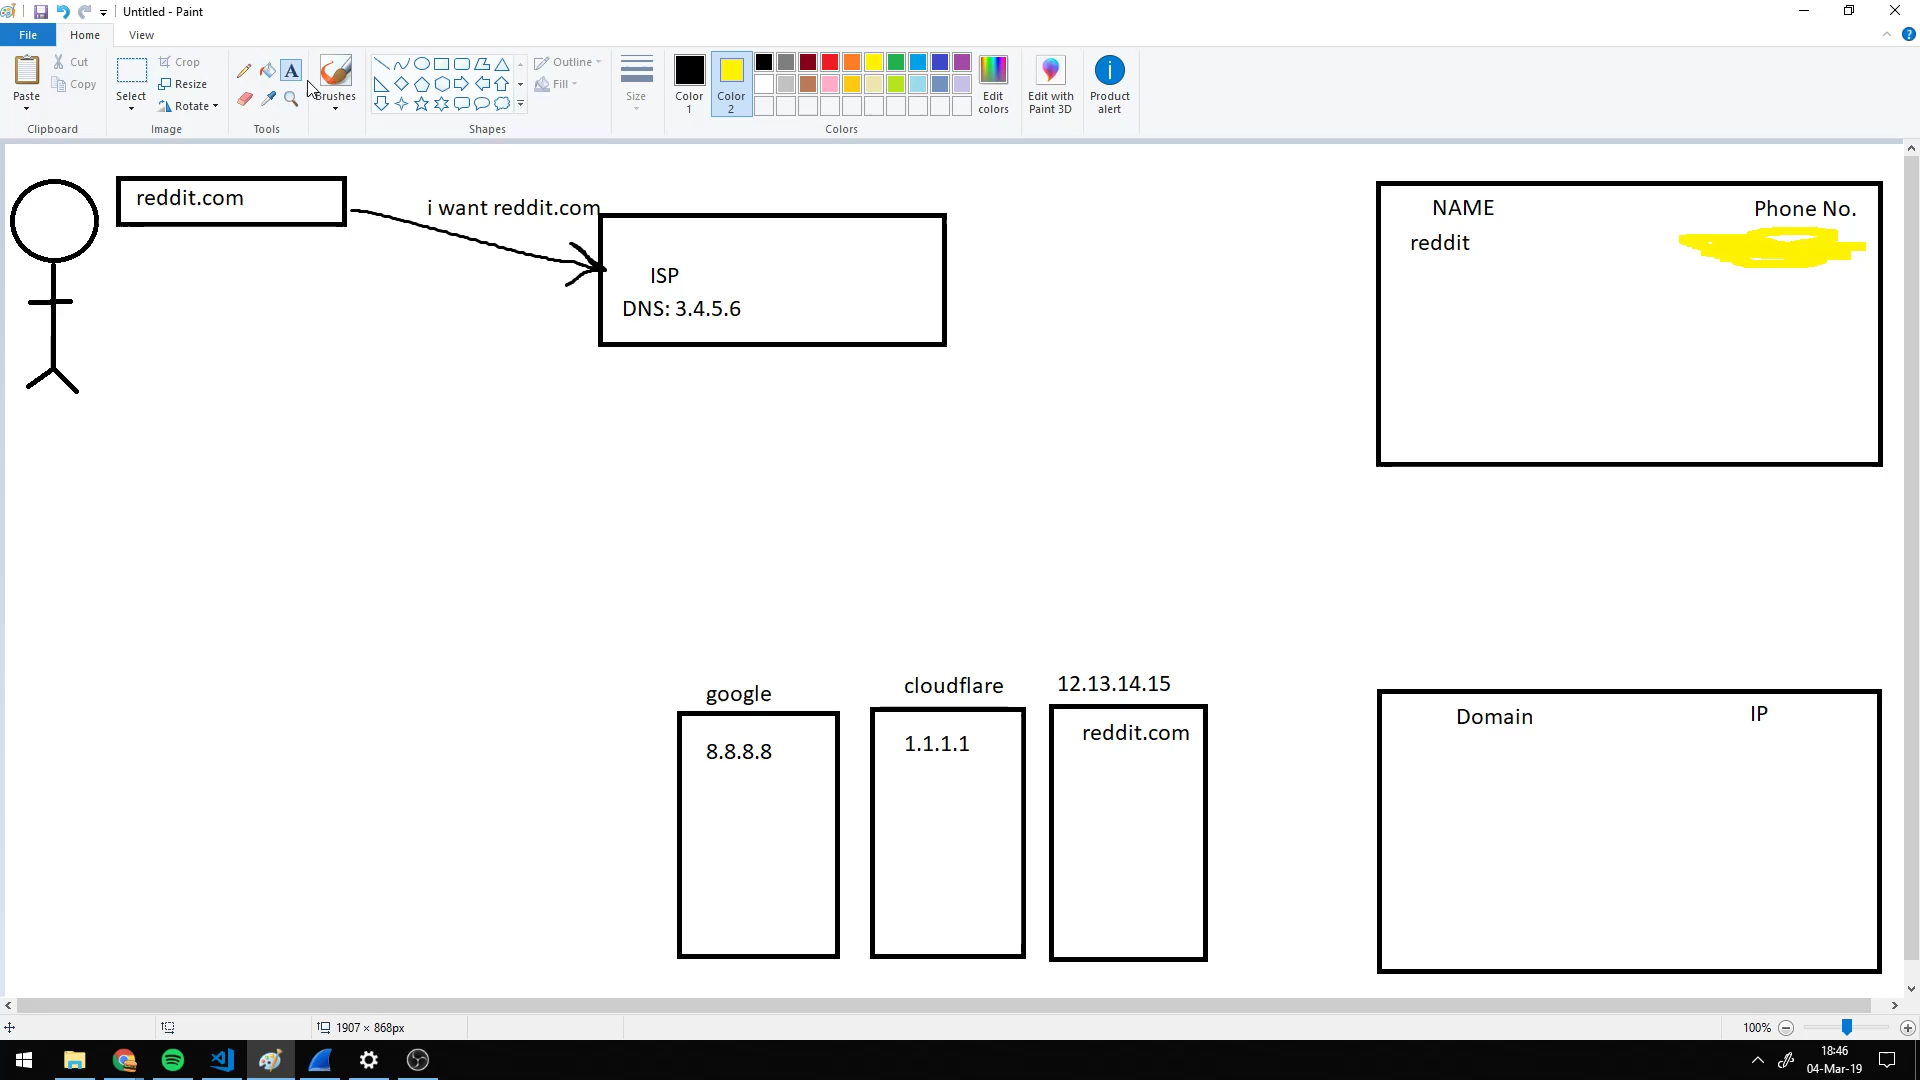 Untitled - Paint
File
Home
View
Paste
Cut
Copy
Clipboard
Select
Crop
Resize
Rotate
Image
A
Tools
Brushes
Shapes
Outline
Fill
Size
Color
1
Color
2
Edit
colors
Colors
Edit with
Paint 3D
Product
alert
reddit.com
i want reddit.com
ISP
DNS: 3.4.5.6
NAME
Phone No.
reddit
google
8.8.8.8
cloudflare
1.1.1.1
12.13.14.15
reddit.com
Domain
IP
1907 × 868px
100%
18:46
04-Mar-19